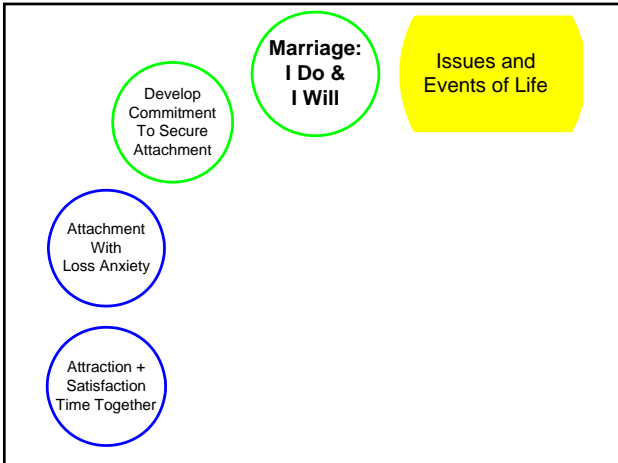 Marriage:
I Do &
I Will
Issues and
Events of Life
Develop
Commitment
To Secure
Attachment
Attachment
With
Loss Anxiety
Attraction +
Satisfaction
Time Together